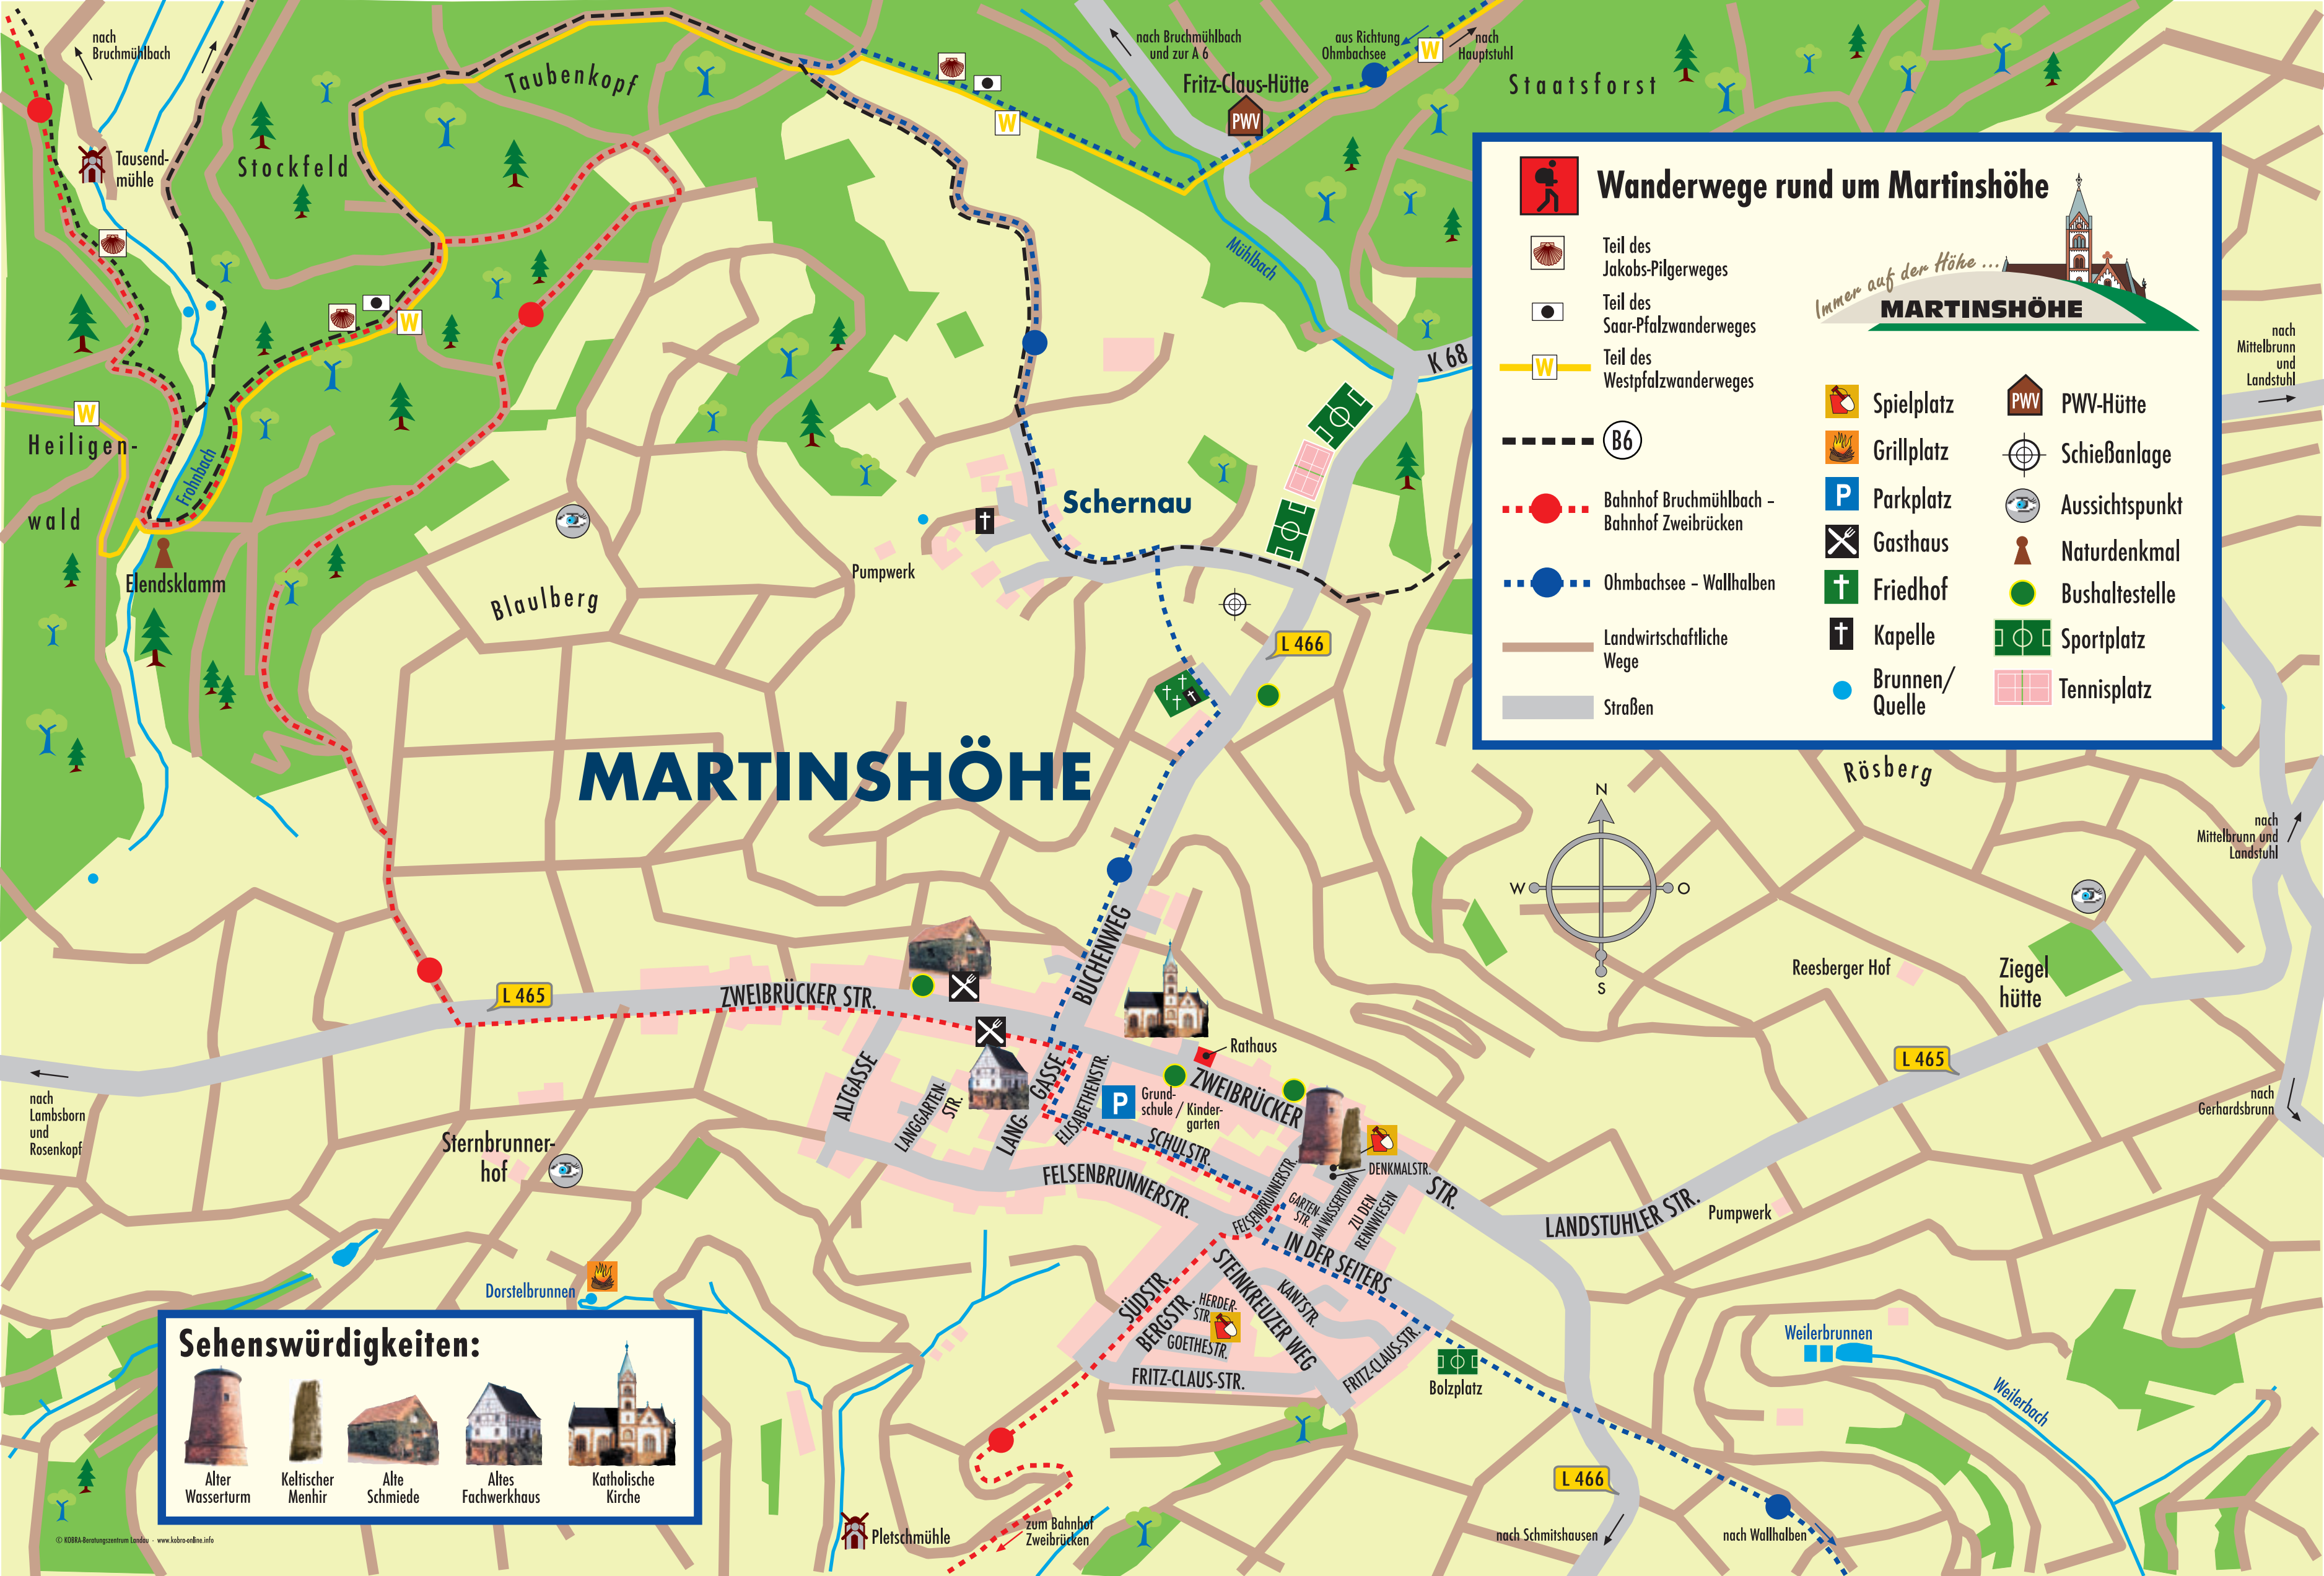 nach
Bruchmühlbach
Taubenkopf
nach Bruchmühlbach
und zur A 6
aus Richtung
Ohmbachsee
W
nach
Hauptstuhl
Fritz-Claus-Hütte
PWV
Staatsforst
W
Tausend-
mühle
Stockfeld
Mühlbach
K 68
W
W
Heiligen-
wald
Frohnbach
Elendsklamm
Blaulberg
Schernau
Pumpwerk
L 466
Wanderwege rund um Martinshöhe
Teil des
Jakobs-Pilgerweges
Teil des
Saar-Pfalzwanderweges
W
Teil des
Westpfalzwanderweges
B6
Bahnhof Bruchmühlbach –
Bahnhof Zweibrücken
Ohmbachsee – Wallhalben
Landwirtschaftliche
Wege
Straßen
Immer auf der Höhe ...
MARTINSHÖHE
Spielplatz
Grillplatz
P
Parkplatz
Gasthaus
Friedhof
Kapelle
Brunnen/
Quelle
PWV
PWV-Hütte
Schießanlage
Aussichtspunkt
Naturdenkmal
Bushaltestelle
Sportplatz
Tennisplatz
nach
Mittelbrunn
und
Landstuhl
MARTINSHÖHE
Rösberg
N
W
O
S
nach
Mittelbrunn und
Landstuhl
Reesberger Hof
Ziegel
hütte
L 465
L 465
ZWEIBRÜCKER STR.
BUCHENWEG
Rathaus
ALTGASSE
LANGGARTEN-
STR.
LANG-
GASSE
ELISABETHENSTR.
P
Grund-
schule /
Kinder-
garten
ZWEIBRÜCKER
STR.
SCHULSTR.
FELSENBRUNNERSTR.
FELSENBRUNNERSTR.
DENKMALSTR.
GARTEN-
STR.
AM WASSERTURM
ZU DEN
RENNWIESEN
IN DER SEITERS
LANDSTUHLER STR.
Pumpwerk
nach
Gerhardsbrunn
nach
Lambsborn
und
Rosenkopf
Sternbrunner-
hof
Dorstelbrunnen
SÜDSTR.
BERGSTR.
HERDER-
STR.
GOETHESTR.
STEINKREUZER WEG
KANTSTR.
FRITZ-CLAUS-STR.
FRITZ-CLAUS-STR.
Bolzplatz
Weilerbrunnen
Weilerbach
L 466
nach Schmitshausen
nach Wallhalben
Pletschmühle
zum Bahnhof
Zweibrücken
Sehenswürdigkeiten:
Alter
Wasserturm
Keltischer
Menhir
Alte
Schmiede
Altes
Fachwerkhaus
Katholische
Kirche
© KOBRA-Beratungszentrum Landau - www.kobra-online.info